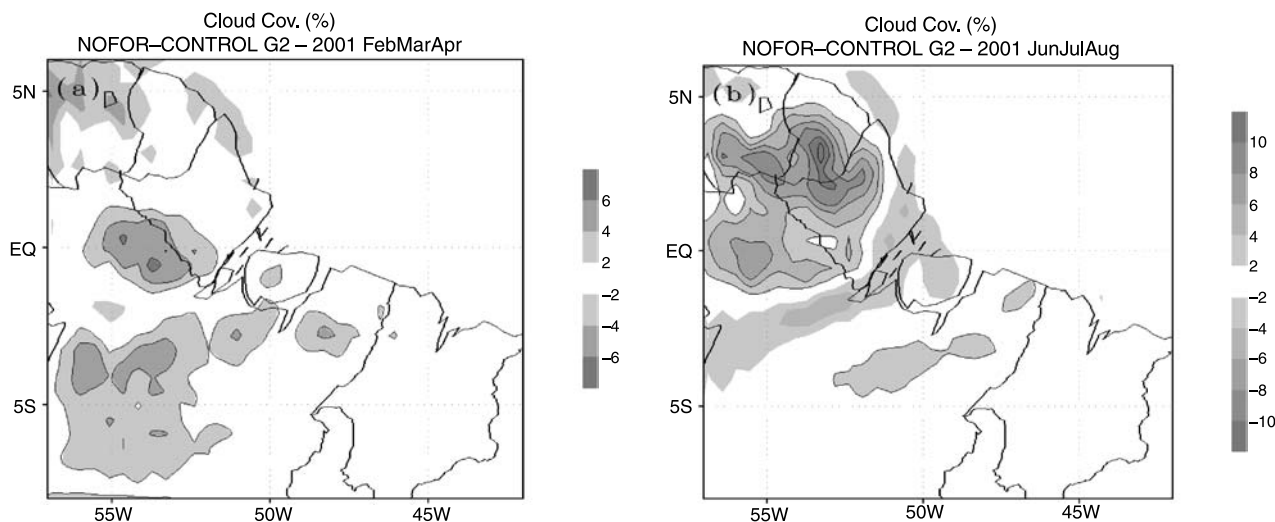 Cloud Cov. (%)
NOFOR–CONTROL G2 – 2001 FebMarApr
(a)
5N
EQ
5S
55W 50W 45W
6
4
2
−2
−4
−6
Cloud Cov. (%)
NOFOR–CONTROL G2 – 2001 JunJulAug
(b)
5N
EQ
5S
55W 50W 45W
10
8
6
4
2
−2
−4
−6
−8
−10